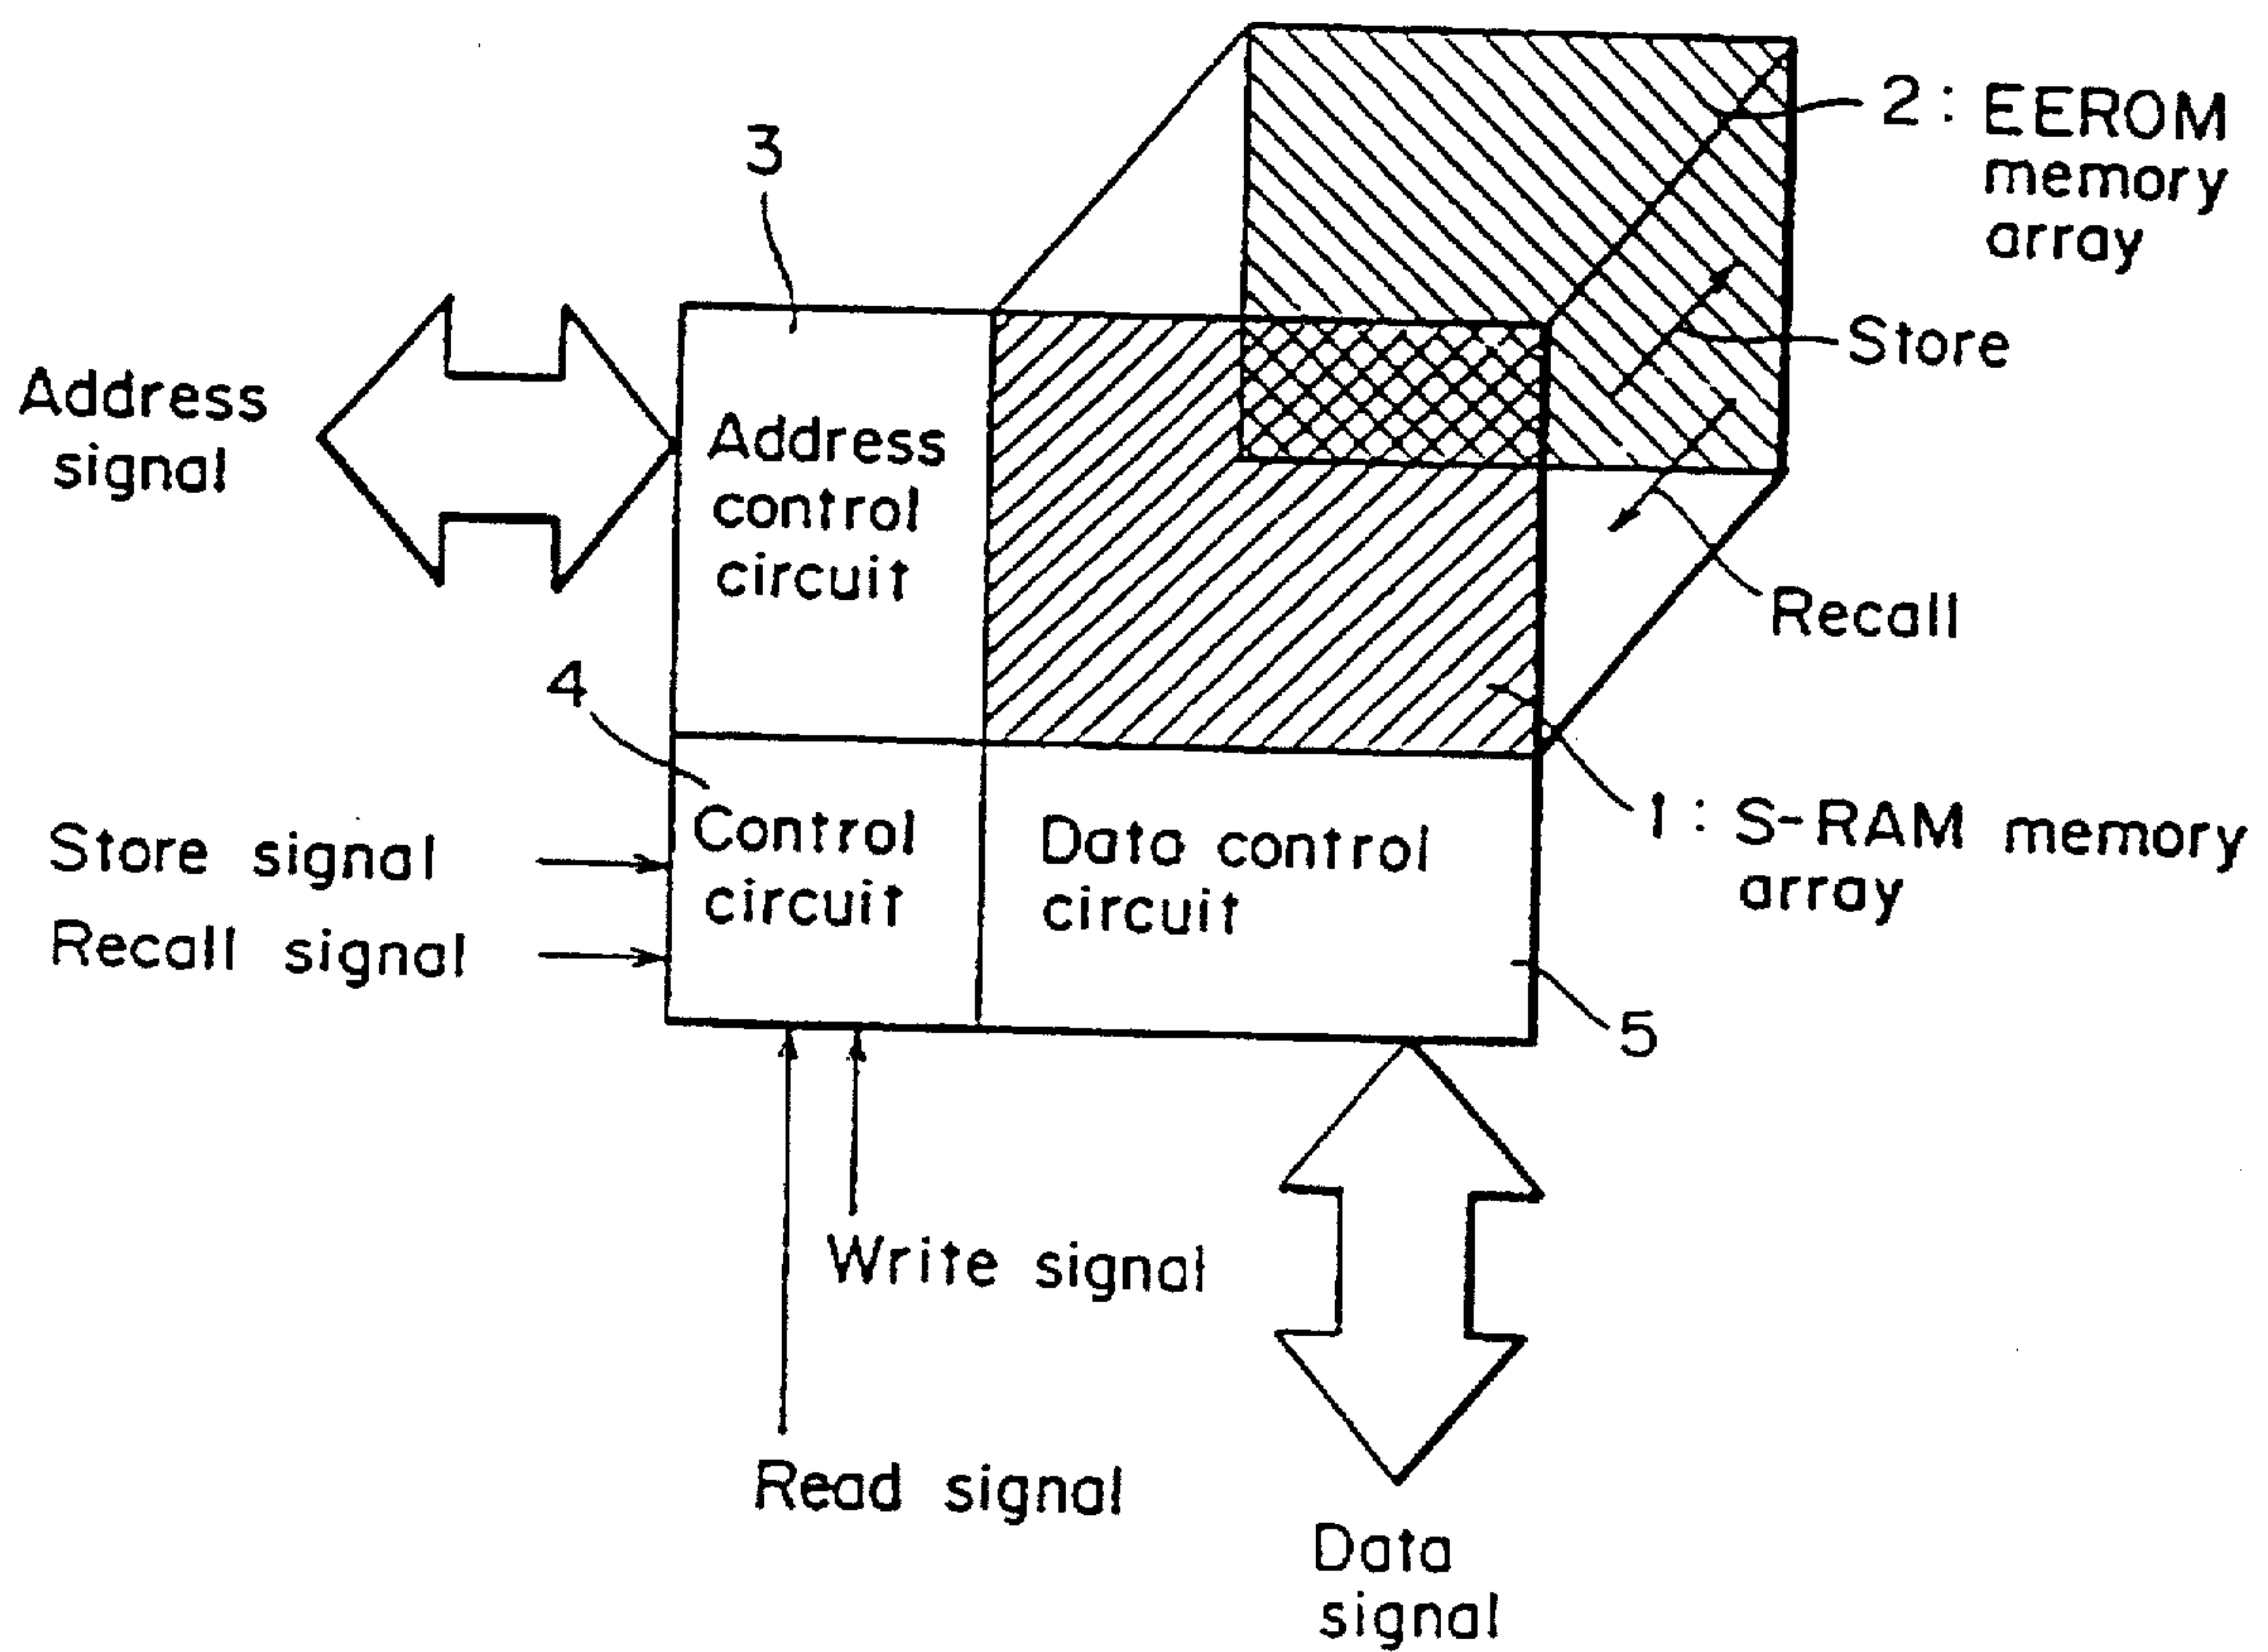 2 : EEROM
memory
array
3
Store
Address
signal
Address
control
circuit
Recall
4
1 : S-RAM memory
array
Store signal
Control
circuit
Data control
circuit
Recall signal
5
Write signal
Read signal
Data
signal